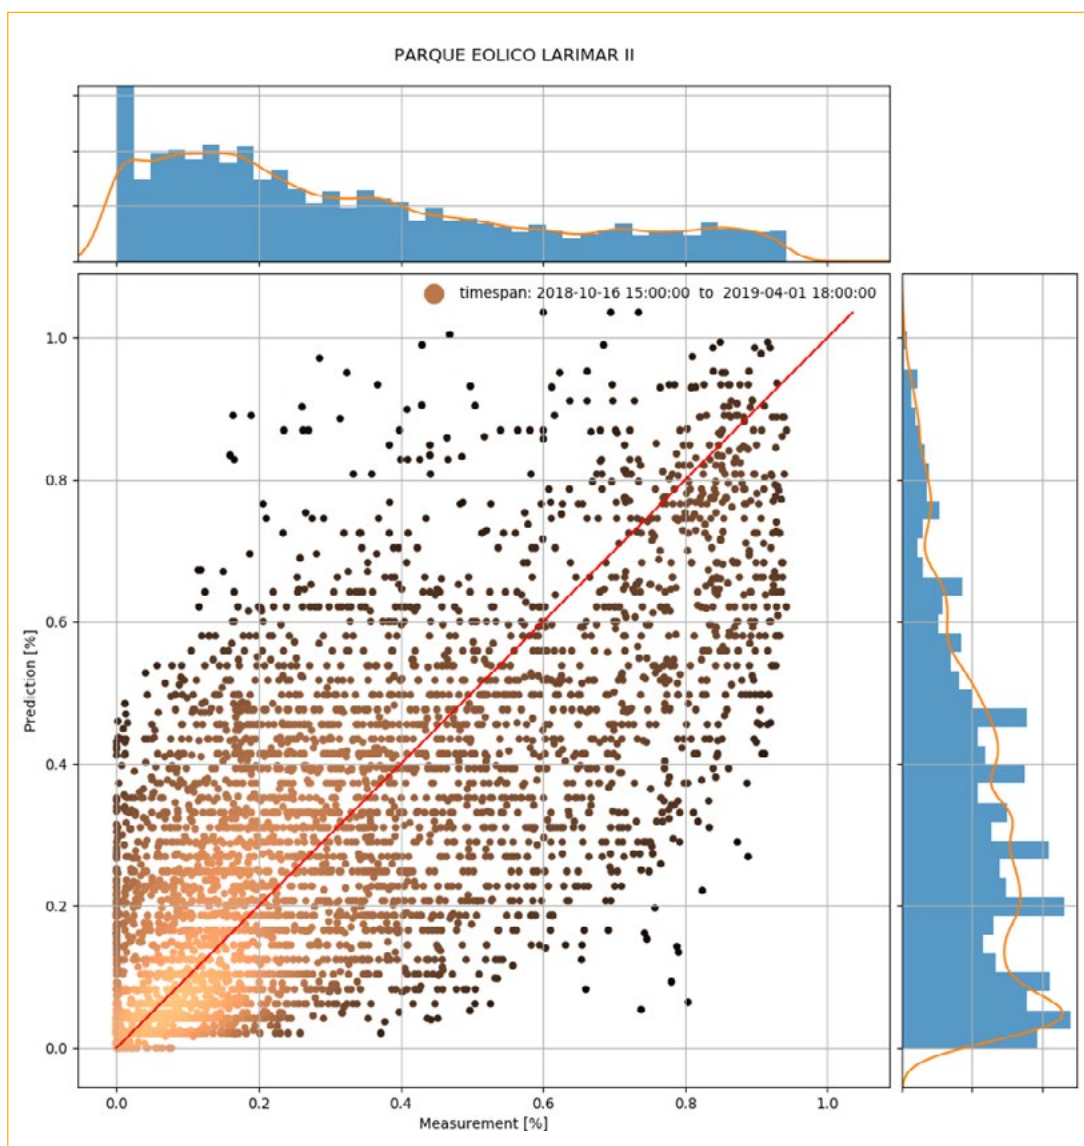 PARQUE EOLICO LARIMAR II
timespan: 2018-10-16 15:00:00 to 2019-04-01 18:00:00
1.0
0.8
0.6
0.4
0.2
0.0
Prediction [%]
0.0 0.2 0.4 0.6 0.8 1.0
Measurement [%]